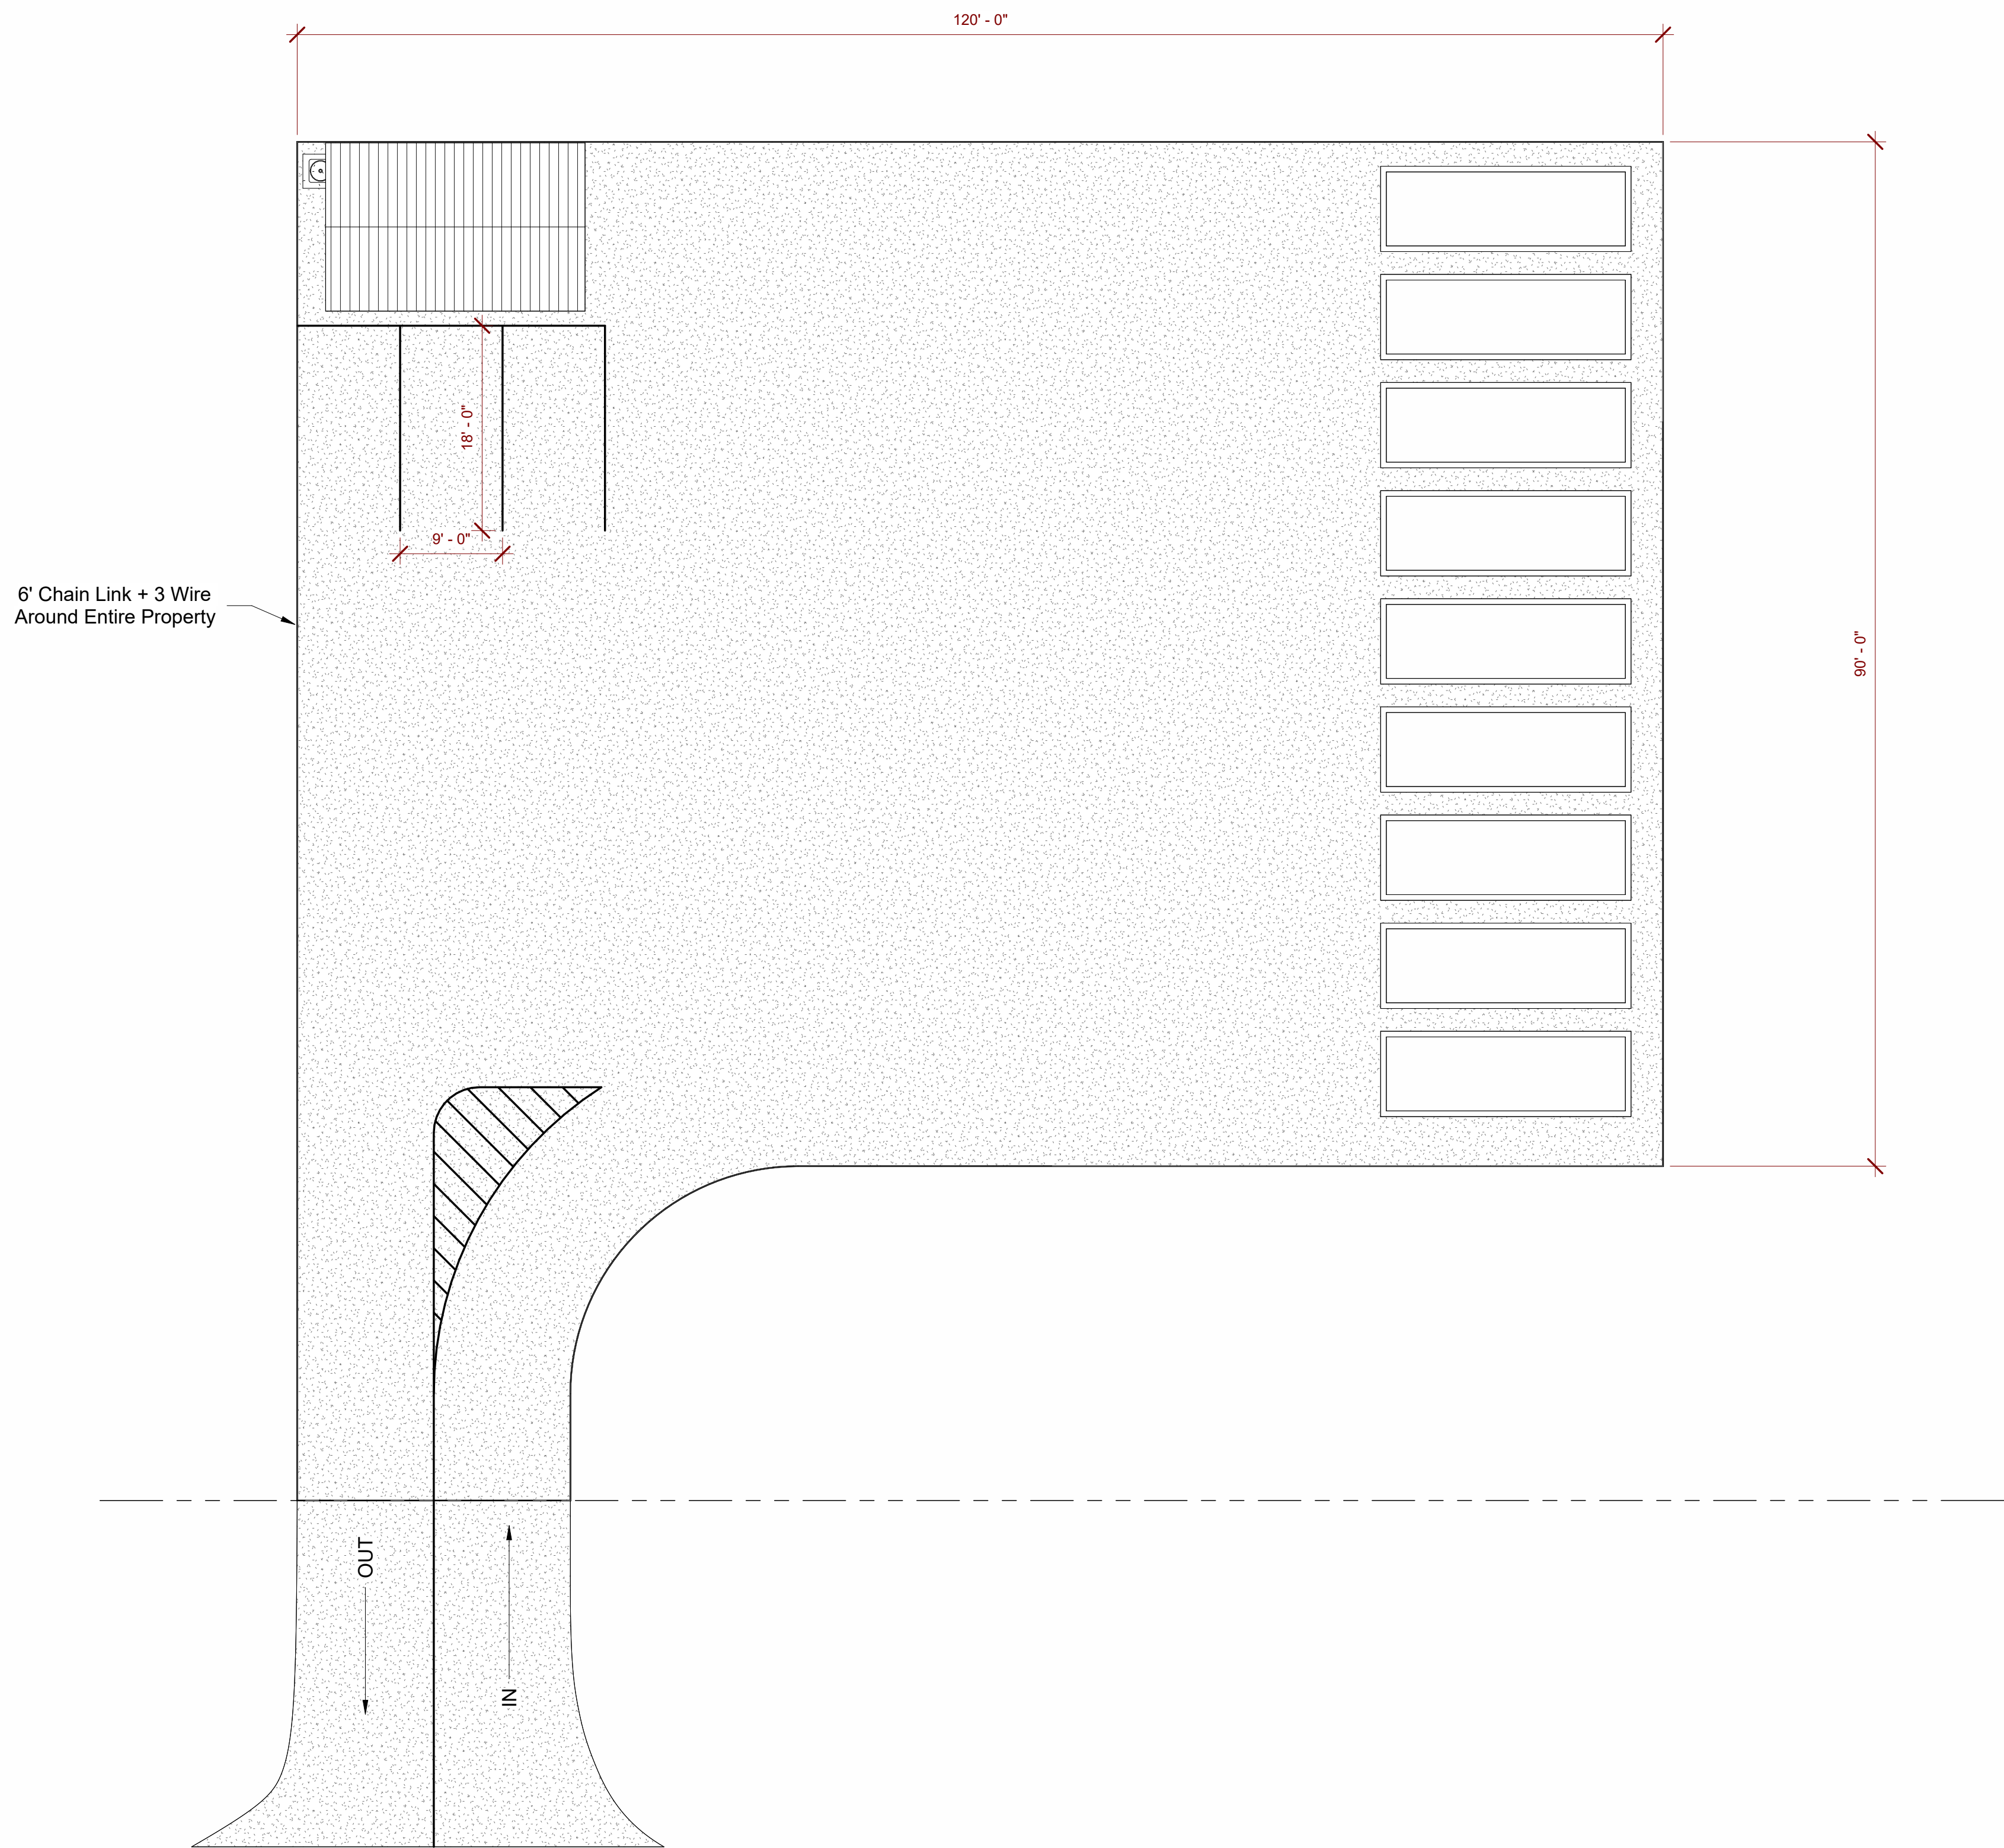 120' - 0"
18' - 0"
9' - 0"
6' Chain Link + 3 Wire
Around Entire Property
90' - 0"
OUT
IN